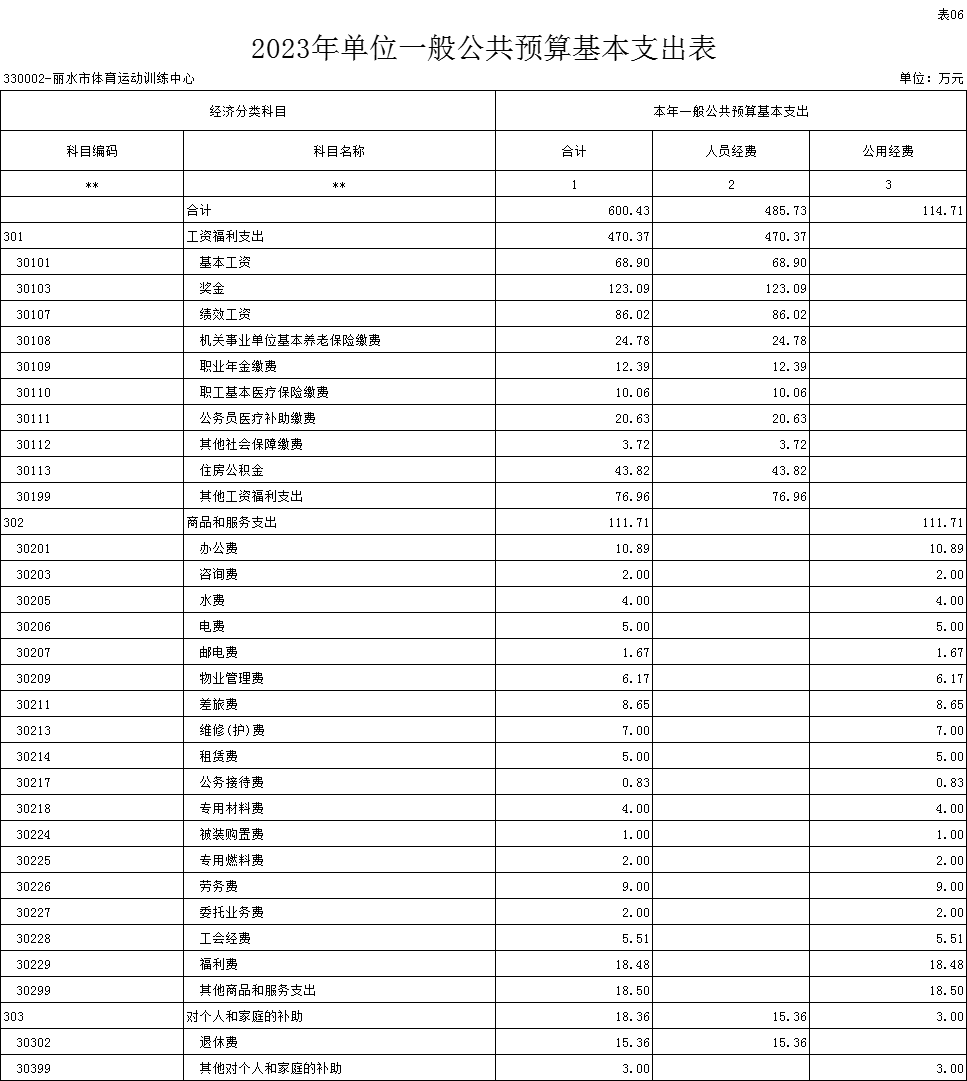 表06
2023年单位一般公共预算基本支出表
330002-丽水市体育运动训练中心 单位：万元
经济分类科目 本年一般公共预算基本支出
科目编码 科目名称 合计 人员经费 公用经费
** ** 1 2 3
合计 600.43 485.73 114.71
301 工资福利支出 470.37 470.37
30101 基本工资 68.90 68.90
30103 奖金 123.09 123.09
30107 绩效工资 86.02 86.02
30108 机关事业单位基本养老保险缴费 24.78 24.78
30109 职业年金缴费 12.39 12.39
30110 职工基本医疗保险缴费 10.06 10.06
30111 公务员医疗补助缴费 20.63 20.63
30112 其他社会保障缴费 3.72 3.72
30113 住房公积金 43.82 43.82
30199 其他工资福利支出 76.96 76.96
302 商品和服务支出 111.71 111.71
30201 办公费 10.89 10.89
30203 咨询费 2.00 2.00
30205 水费 4.00 4.00
30206 电费 5.00 5.00
30207 邮电费 1.67 1.67
30209 物业管理费 6.17 6.17
30211 差旅费 8.65 8.65
30213 维修(护)费 7.00 7.00
30214 租赁费 5.00 5.00
30217 公务接待费 0.83 0.83
30218 专用材料费 4.00 4.00
30224 被装购置费 1.00 1.00
30225 专用燃料费 2.00 2.00
30226 劳务费 9.00 9.00
30227 委托业务费 2.00 2.00
30228 工会经费 5.51 5.51
30229 福利费 18.48 18.48
30299 其他商品和服务支出 18.50 18.50
303 对个人和家庭的补助 18.36 15.36 3.00
30302 退休费 15.36 15.36
30399 其他对个人和家庭的补助 3.00 3.00